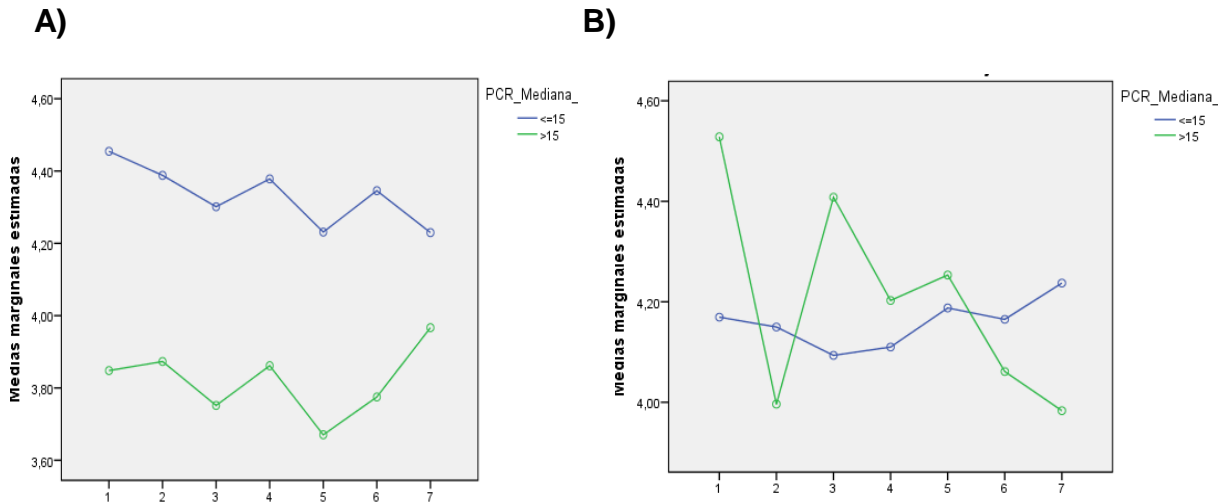 A)
Medias marginales estimadas
4,60
4,40
4,20
4,00
3,80
3,60
1 2 3 4 5 6 7
PCR_Mediana_
<=15
>15
B)
Medias marginales estimadas
4,60
4,40
4,20
4,00
1 2 3 4 5 6 7
PCR_Mediana_
<=15
>15